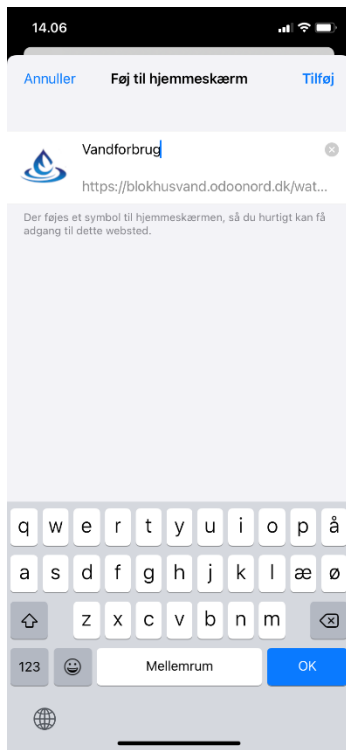 14.06
Annuller Føj til hjemmeskærm Tilføj
Vandforbrug
https://blokhusvand.odoonord.dk/wat...
Der føjes et symbol til hjemmeskærmen, så du hurtigt kan få
adgang til dette websted.
q w e r t y u i o p å
a s d f g h j k l æ ø
z x c v b n m
123 Mellemrum OK